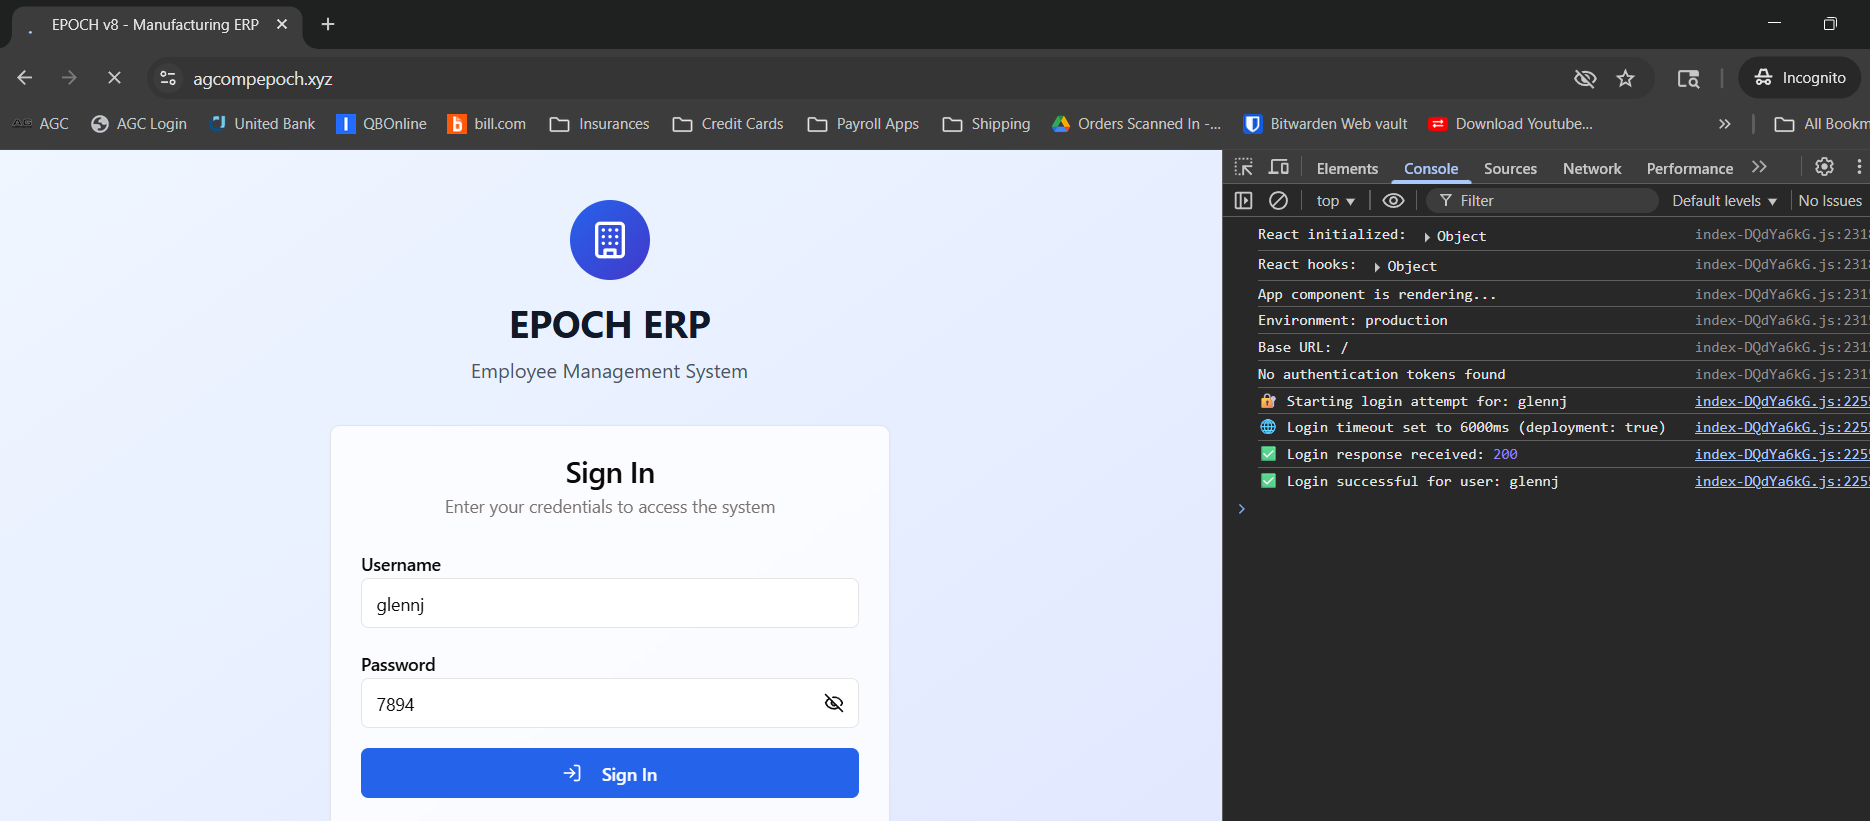 EPOCH v8 - Manufacturing ERP
agcompepoch.xyz
Incognito
AGC AGC Login United Bank QBOnline bill.com Insurances Credit Cards Payroll Apps Shipping Orders Scanned In -... Bitwarden Web vault Download Youtube... » All Bookm
EPOCH ERP
Employee Management System
Sign In
Enter your credentials to access the system
Username
glennj
Password
7894
Sign In
Elements Console Sources Network Performance »
top Filter Default levels No Issues
React initialized: Object index-DQdYa6kG.js:231
React hooks: Object index-DQdYa6kG.js:231
App component is rendering... index-DQdYa6kG.js:231
Environment: production index-DQdYa6kG.js:231
Base URL: / index-DQdYa6kG.js:231
No authentication tokens found index-DQdYa6kG.js:231
🔐 Starting login attempt for: glennj index-DQdYa6kG.js:225
🌐 Login timeout set to 6000ms (deployment: true) index-DQdYa6kG.js:225
✅ Login response received: 200 index-DQdYa6kG.js:225
✅ Login successful for user: glennj index-DQdYa6kG.js:225